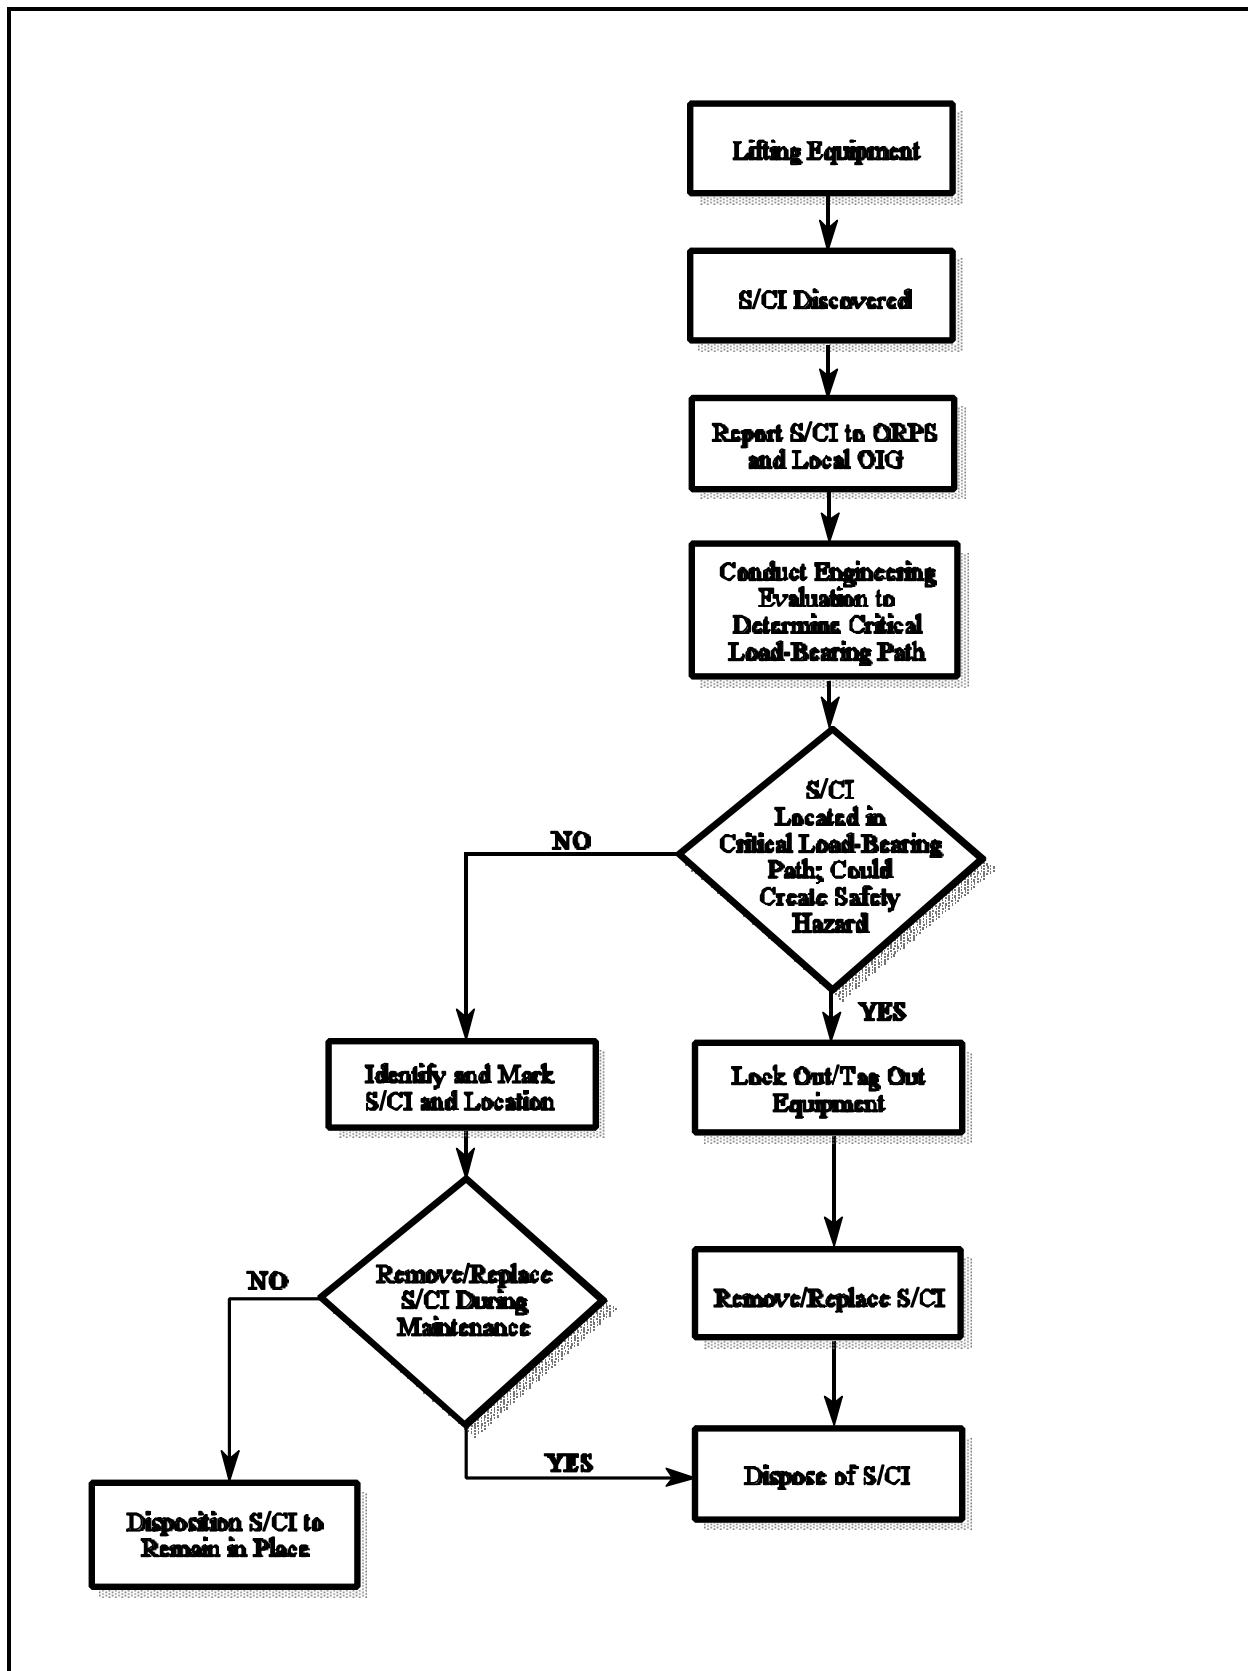 Lifting Equipment
S/CI Discovered
Report S/CI to ORPS
and Local OIG
Conduct Engineering
Evaluation to
Determine Critical
Load-Bearing Path
S/CI
Located in
Critical Load-Bearing
Path; Could
Create Safety
Hazard
NO
YES
Identify and Mark
S/CI and Location
Lock Out/Tag Out
Equipment
Remove/Replace
S/CI During
Maintenance
NO
YES
Remove/Replace S/CI
Dispose of S/CI
Disposition S/CI to
Remain in Place